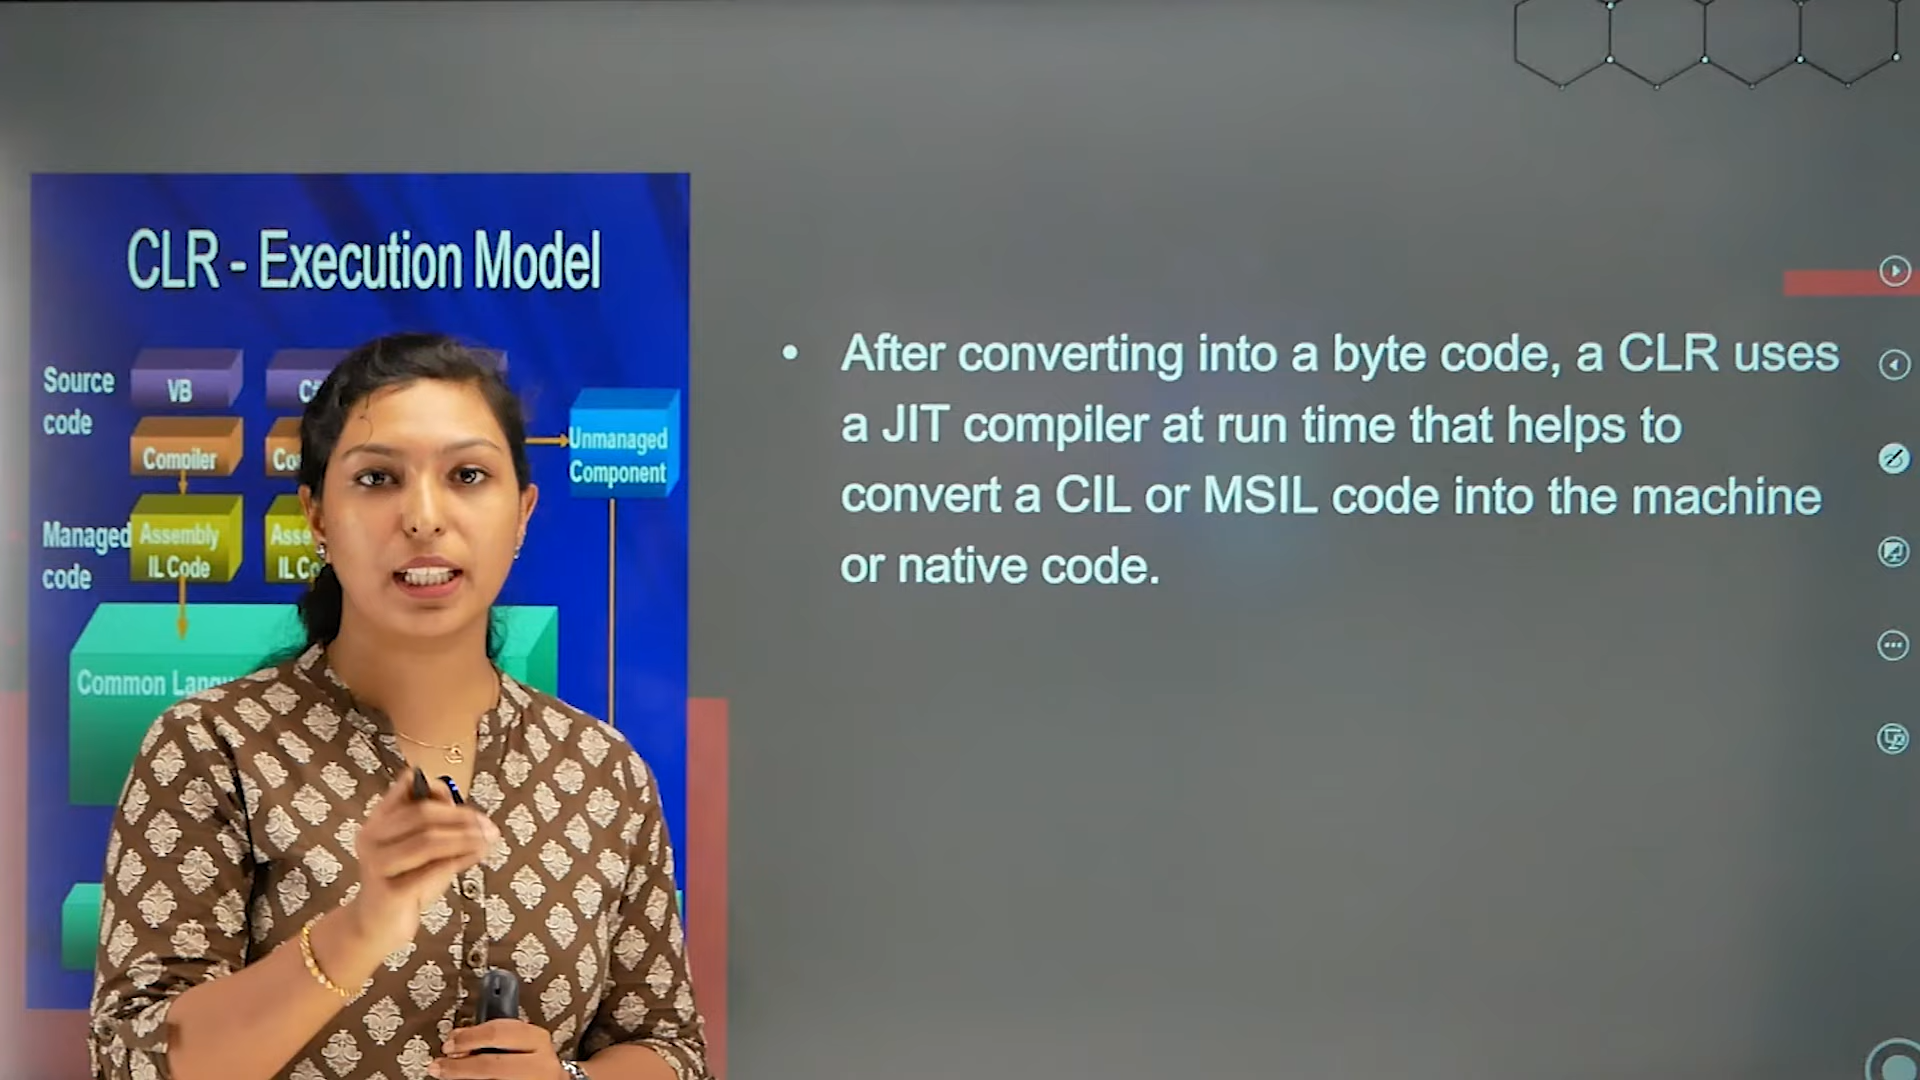 CLR - Execution Model
Source
code
VB
Compiler
Unmanaged
Component
Managed
code
Assembly
IL Code
IL
Common
• After converting into a byte code, a CLR uses
a JIT compiler at run time that helps to
convert a CIL or MSIL code into the machine
or native code.